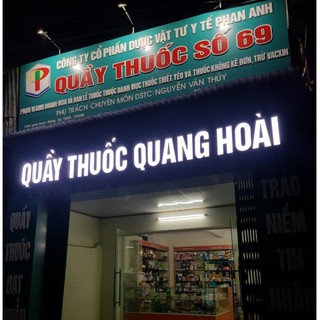 CÔNG TY CỔ PHẦN DƯỢC VẬT TƯ Y TẾ PHAN ANH
QUẦY THUỐC SỐ 69
PHẠM VI KINH DOANH: MUA VÀ BÁN LẺ THUỐC THUỘC DANH MỤC THUỐC THIẾT YẾU VÀ THUỐC KHÔNG KÊ ĐƠN, TRỪ VACXIN
PHỤ TRÁCH CHUYÊN MÔN DSTC: NGUYỄN VĂN THỦY
QUẦY THUỐC QUANG HOÀI
QUẦY
THUỐC
ĐẠT
TRAO
NIỀM
TIN
NHẬN